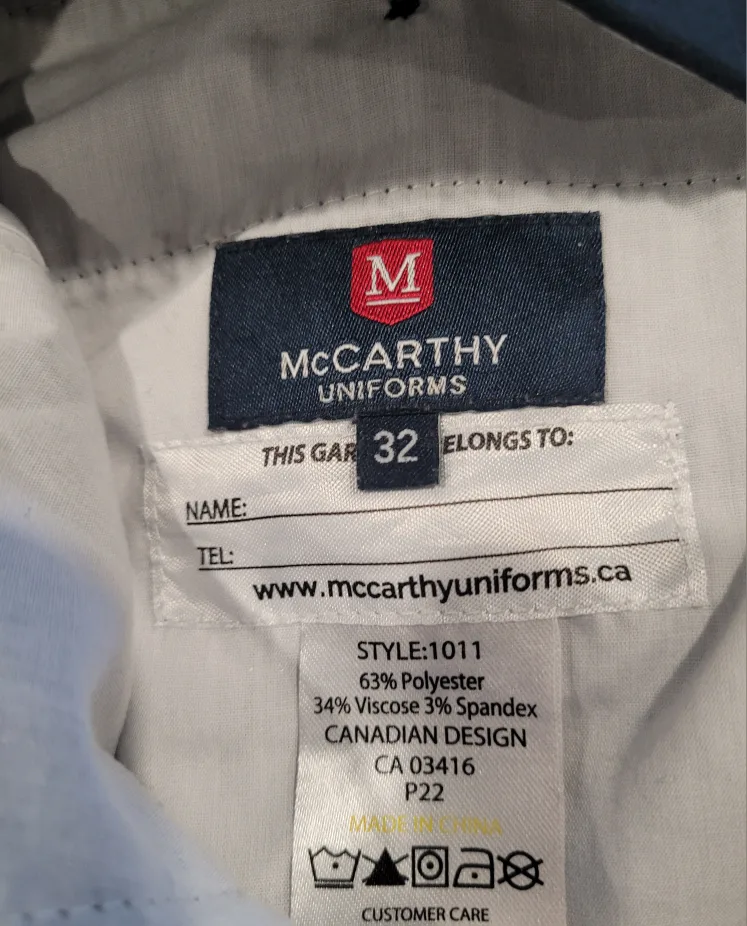 M
McCARTHY
UNIFORMS
32
THIS GAR ELONGS TO:
NAME:
TEL:
www.mccarthyuniforms.ca
STYLE:1011
63% Polyester
34% Viscose 3% Spandex
CANADIAN DESIGN
CA 03416
P22
MADE IN CHINA
CUSTOMER CARE